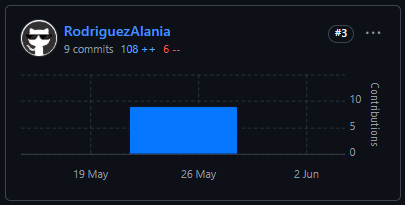 RodriguezAlania
#3
9 commits 108 ++ 6 --
10
5
0
Contributions
19 May 26 May 2 Jun